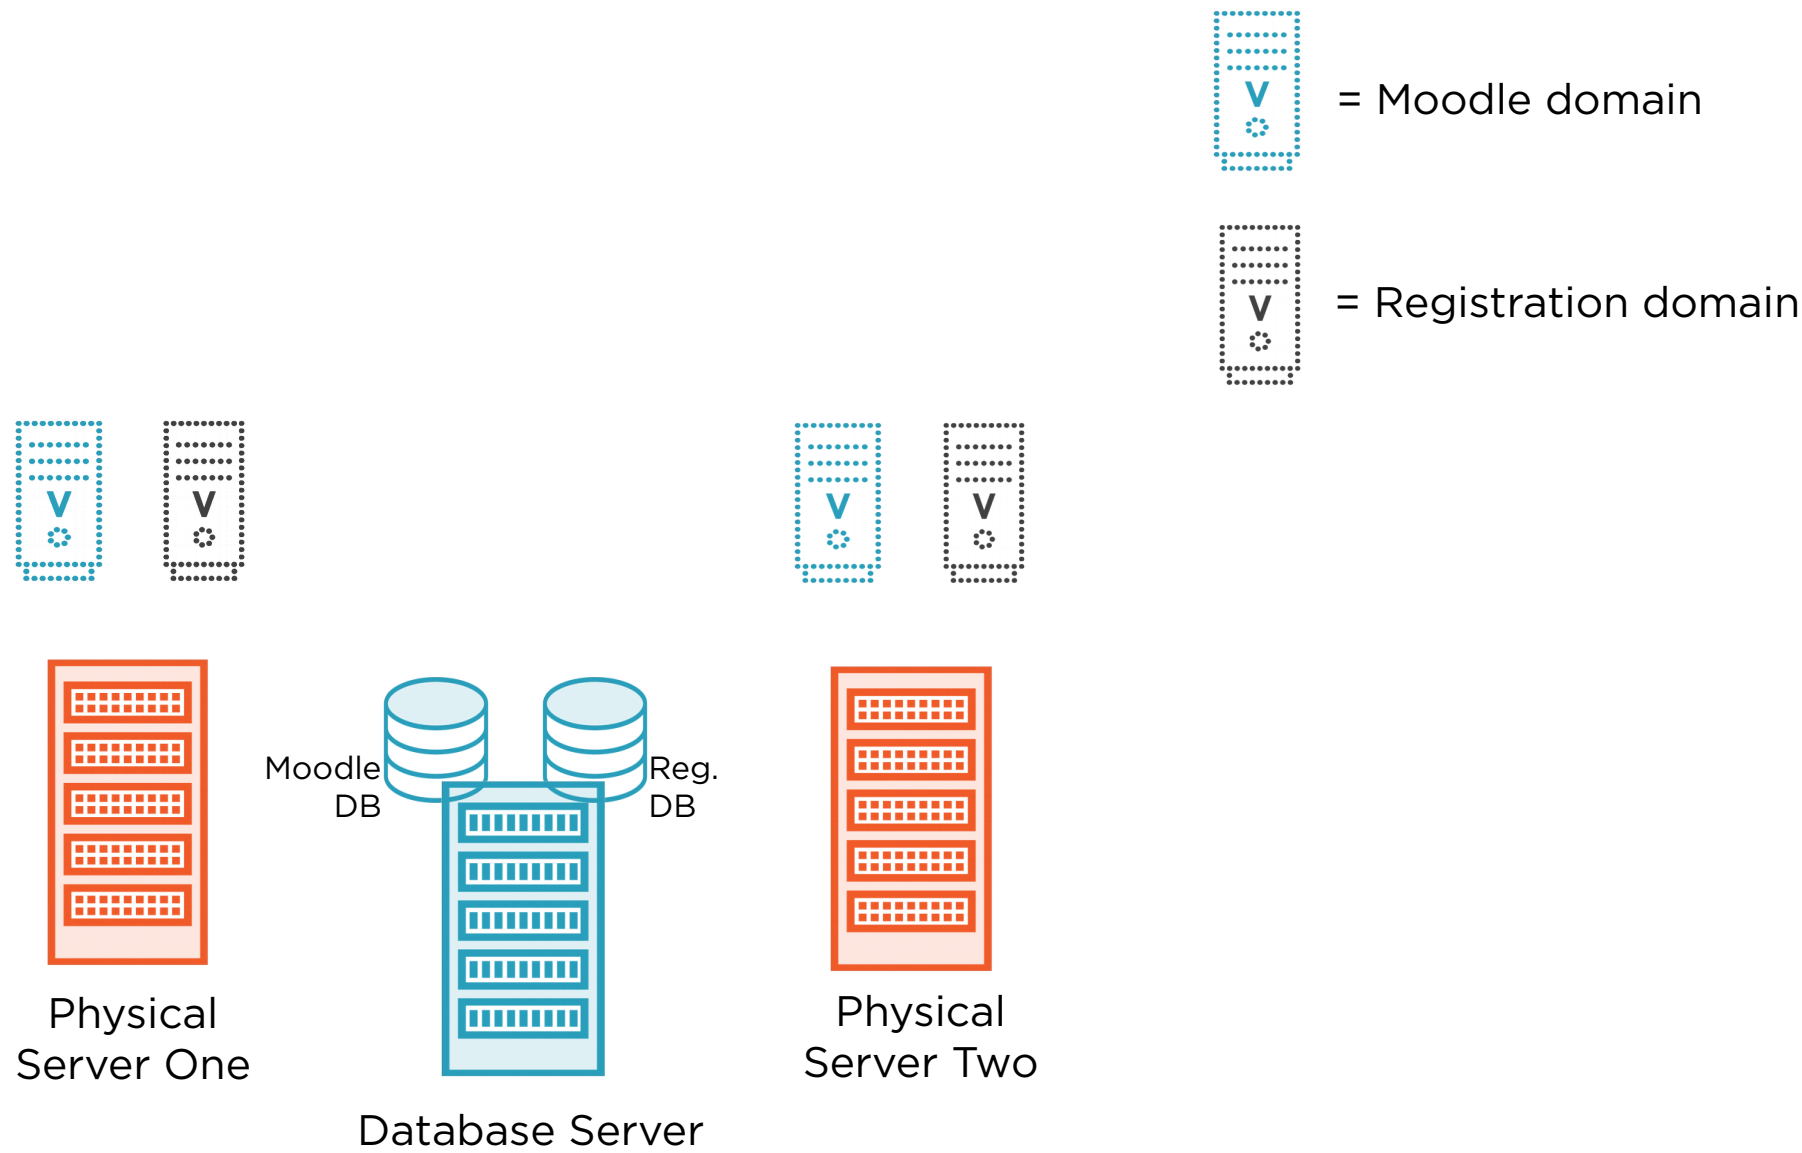 V
= Moodle domain
V
= Registration domain
V
V
V
V
Moodle
DB
Reg.
DB
Physical
Server One
Physical
Server Two
Database Server